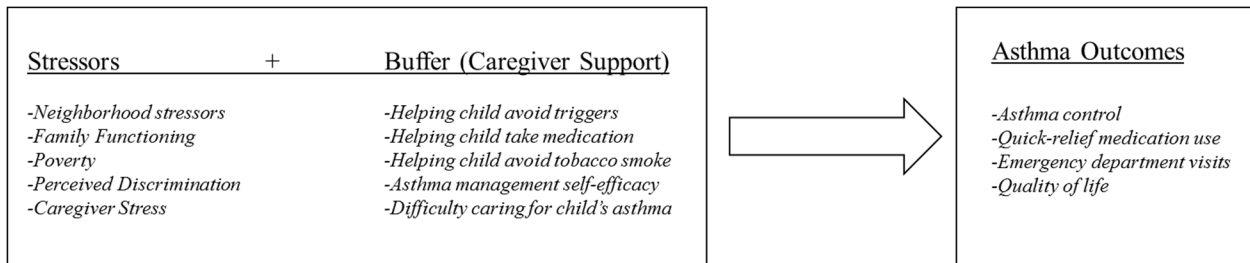 Stressors + Buffer (Caregiver Support)
-Neighborhood stressors
-Family Functioning
-Poverty
-Perceived Discrimination
-Caregiver Stress
-Helping child avoid triggers
-Helping child take medication
-Helping child avoid tobacco smoke
-Asthma management self-efficacy
-Difficulty caring for child's asthma
Asthma Outcomes
-Asthma control
-Quick-relief medication use
-Emergency department visits
-Quality of life